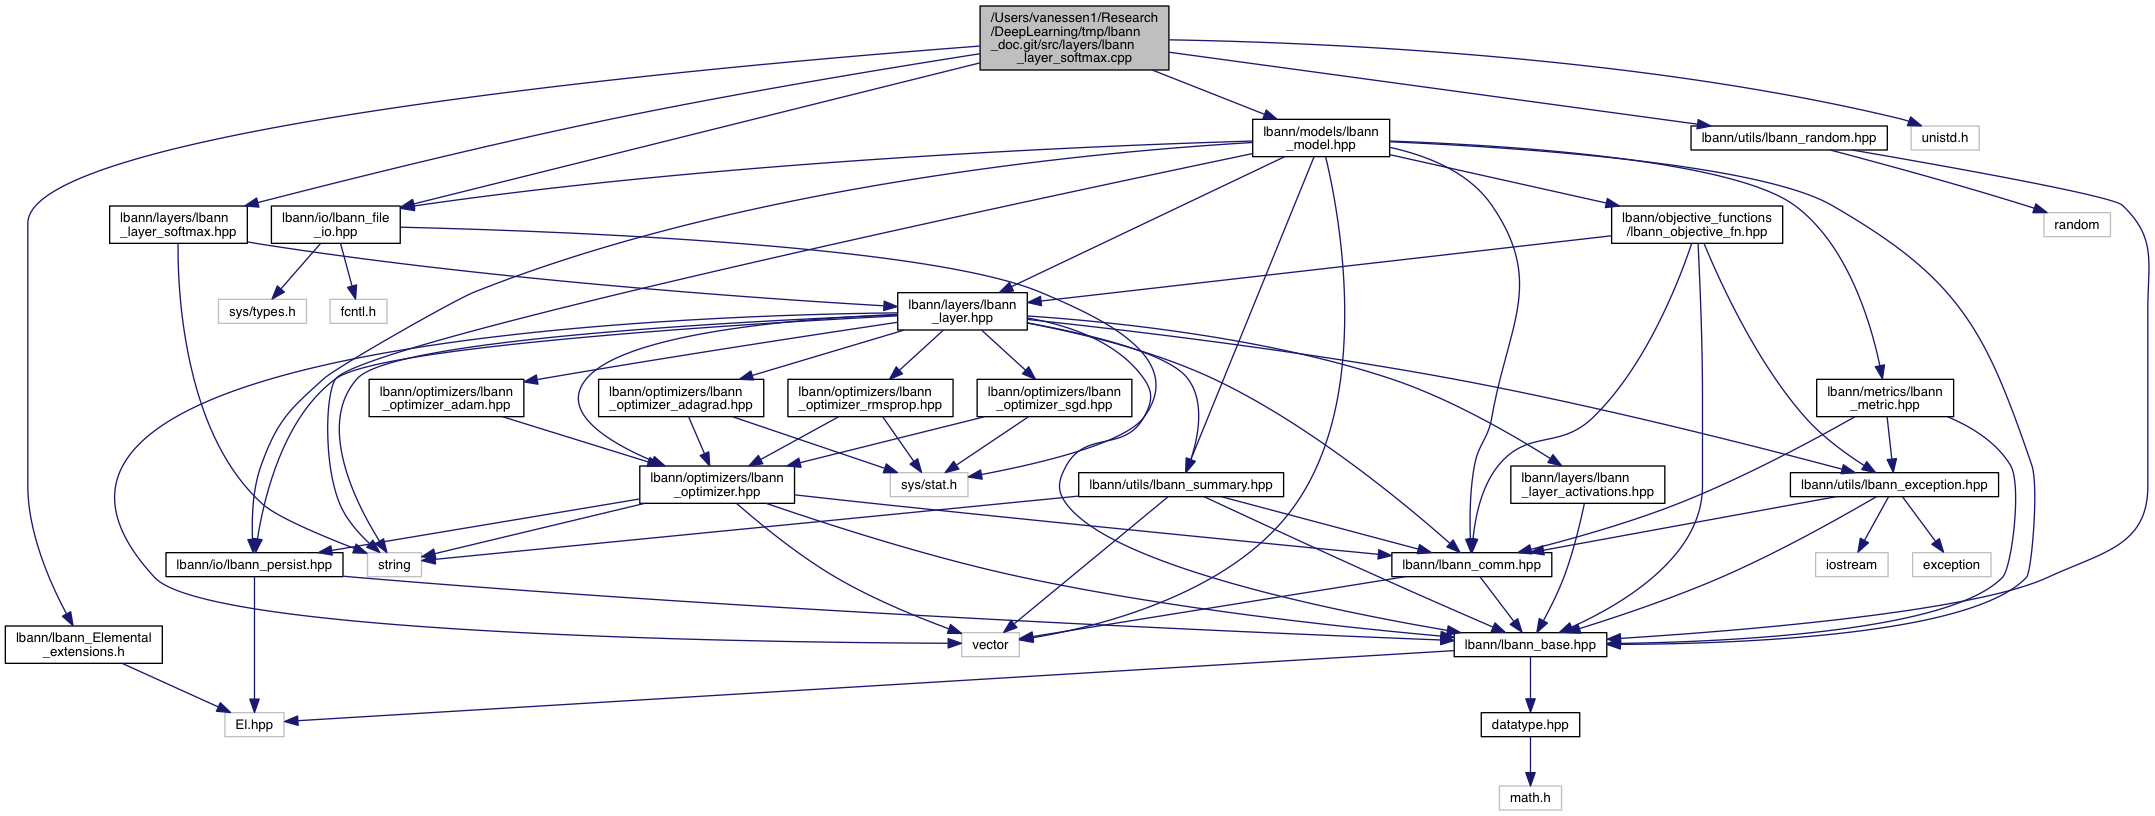 /Users/vanessen1/Research
/DeepLearning/tmp/lbann
_doc.git/src/layers/lbann
_layer_softmax.cpp
lbann/models/lbann
_model.hpp
lbann/utils/lbann_random.hpp
unistd.h
lbann/layers/lbann
_layer_softmax.hpp
lbann/io/lbann_file
_io.hpp
lbann/objective_functions
/lbann_objective_fn.hpp
random
sys/types.h
fcntl.h
lbann/layers/lbann
_layer.hpp
lbann/optimizers/lbann
_optimizer_adam.hpp
lbann/optimizers/lbann
_optimizer_adagrad.hpp
lbann/optimizers/lbann
_optimizer_rmsprop.hpp
lbann/optimizers/lbann
_optimizer_sgd.hpp
lbann/metrics/lbann
_metric.hpp
lbann/optimizers/lbann
_optimizer.hpp
sys/stat.h
lbann/utils/lbann_summary.hpp
lbann/layers/lbann
_layer_activations.hpp
lbann/utils/lbann_exception.hpp
lbann/io/lbann_persist.hpp
string
lbann/lbann_comm.hpp
iostream
exception
lbann/lbann_Elemental
_extensions.h
vector
lbann/lbann_base.hpp
El.hpp
datatype.hpp
math.h